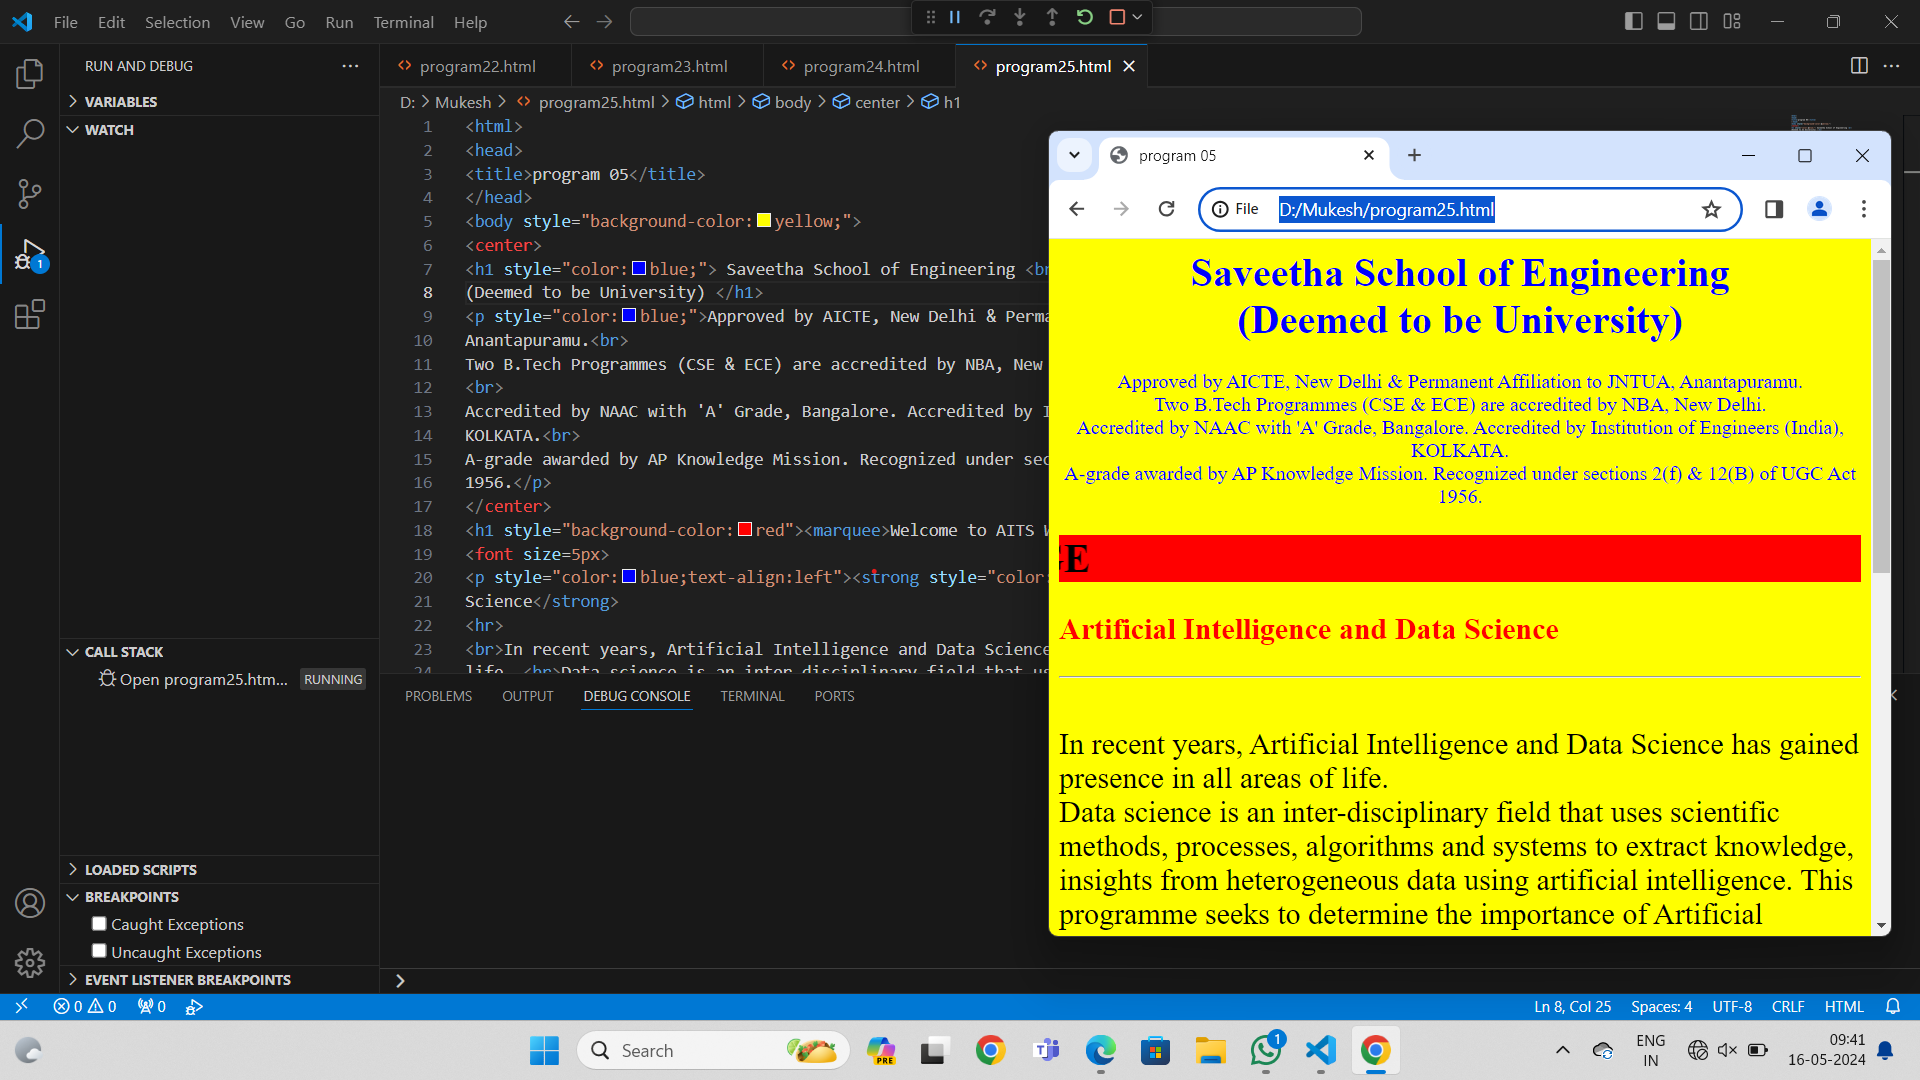 File Edit Selection View Go Run Terminal Help
RUN AND DEBUG
VARIABLES
WATCH
CALL STACK
Open program25.htm... RUNNING
LOADED SCRIPTS
BREAKPOINTS
Caught Exceptions
Uncaught Exceptions
EVENT LISTENER BREAKPOINTS
1
program22.html program23.html program24.html program25.html
D: > Mukesh > program25.html > html > body > center > h1
1 <html>
2 <head>
3 <title>program 05</title>
4 </head>
5 <body style="background-color:yellow;">
6 <center>
7 <h1 style="color:blue;"> Saveetha School of Engineering <br
8 (Deemed to be University) </h1>
9 <p style="color:blue;">Approved by AICTE, New Delhi & Perma
10 Anantapuramu.<br>
11 Two B.Tech Programmes (CSE & ECE) are accredited by NBA, New
12 <br>
13 Accredited by NAAC with 'A' Grade, Bangalore. Accredited by I
14 KOLKATA.<br>
15 A-grade awarded by AP Knowledge Mission. Recognized under sec
16 1956.</p>
17 </center>
18 <h1 style="background-color:red"><marquee>Welcome to AITS W
19 <font size=5px>
20 <p style="color:blue;text-align:left"><strong style="color:
21 Science</strong>
22 <hr>
23 <br>In recent years, Artificial Intelligence and Data Science
24 life. <br>Data science is an inter-disciplinary field that us
PROBLEMS OUTPUT DEBUG CONSOLE TERMINAL PORTS
program 05
File D:/Mukesh/program25.html
Saveetha School of Engineering
(Deemed to be University)
Approved by AICTE, New Delhi & Permanent Affiliation to JNTUA, Anantapuramu.
Two B.Tech Programmes (CSE & ECE) are accredited by NBA, New Delhi.
Accredited by NAAC with 'A' Grade, Bangalore. Accredited by Institution of Engineers (India),
KOLKATA.
A-grade awarded by AP Knowledge Mission. Recognized under sections 2(f) & 12(B) of UGC Act
1956.
E
Artificial Intelligence and Data Science
In recent years, Artificial Intelligence and Data Science has gained
presence in all areas of life.
Data science is an inter-disciplinary field that uses scientific
methods, processes, algorithms and systems to extract knowledge,
insights from heterogeneous data using artificial intelligence. This
programme seeks to determine the importance of Artificial
0 0 0 Ln 8, Col 25 Spaces: 4 UTF-8 CRLF HTML
Search PRE 1 ENG
IN
09:41
16-05-2024